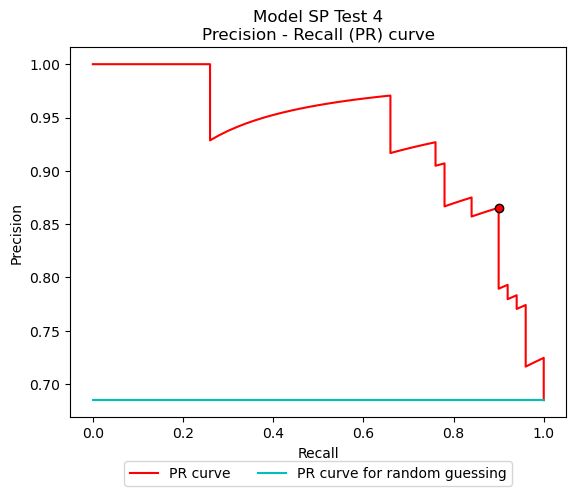 Model SP Test 4
Precision - Recall (PR) curve
1.00
0.95
0.90
0.85
0.80
0.75
0.70
Precision
0.0 0.2 0.4 0.6 0.8 1.0
Recall
PR curve
PR curve for random guessing